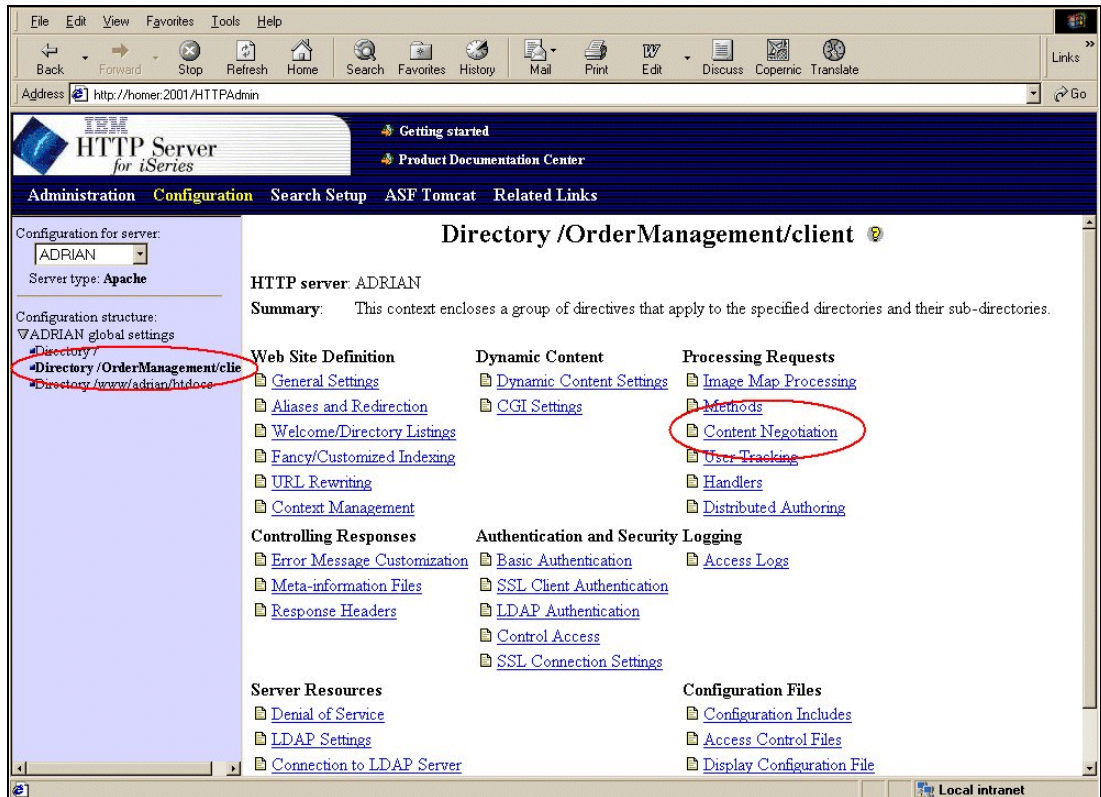 File Edit View Favorites Tools Help
Back Forward Stop Refresh Home Search Favorites History Mail Print Edit Discuss Copernic Translate
Links
Address http://homer:2001/HTTPAdmin Go
IBM
HTTP Server
for iSeries
Getting started
Product Documentation Center
Administration Configuration Search Setup ASF Tomcat Related Links
Configuration for server:
ADRIAN
Server type: Apache
Configuration structure:
ADRIAN global settings
Directory /
Directory /OrderManagement/clie
Directory /www/adrian/htdocs
Directory /OrderManagement/client
HTTP server: ADRIAN
Summary: This context encloses a group of directives that apply to the specified directories and their sub-directories.
Web Site Definition
General Settings
Aliases and Redirection
Welcome/Directory Listings
Fancy/Customized Indexing
URL Rewriting
Context Management
Dynamic Content
Dynamic Content Settings
CGI Settings
Processing Requests
Image Map Processing
Methods
Content Negotiation
User Tracking
Handlers
Distributed Authoring
Controlling Responses
Error Message Customization
Meta-information Files
Response Headers
Authentication and Security
Basic Authentication
SSL Client Authentication
LDAP Authentication
Control Access
SSL Connection Settings
Logging
Access Logs
Server Resources
Denial of Service
LDAP Settings
Connection to LDAP Server
Configuration Files
Configuration Includes
Access Control Files
Display Configuration File
Local intranet